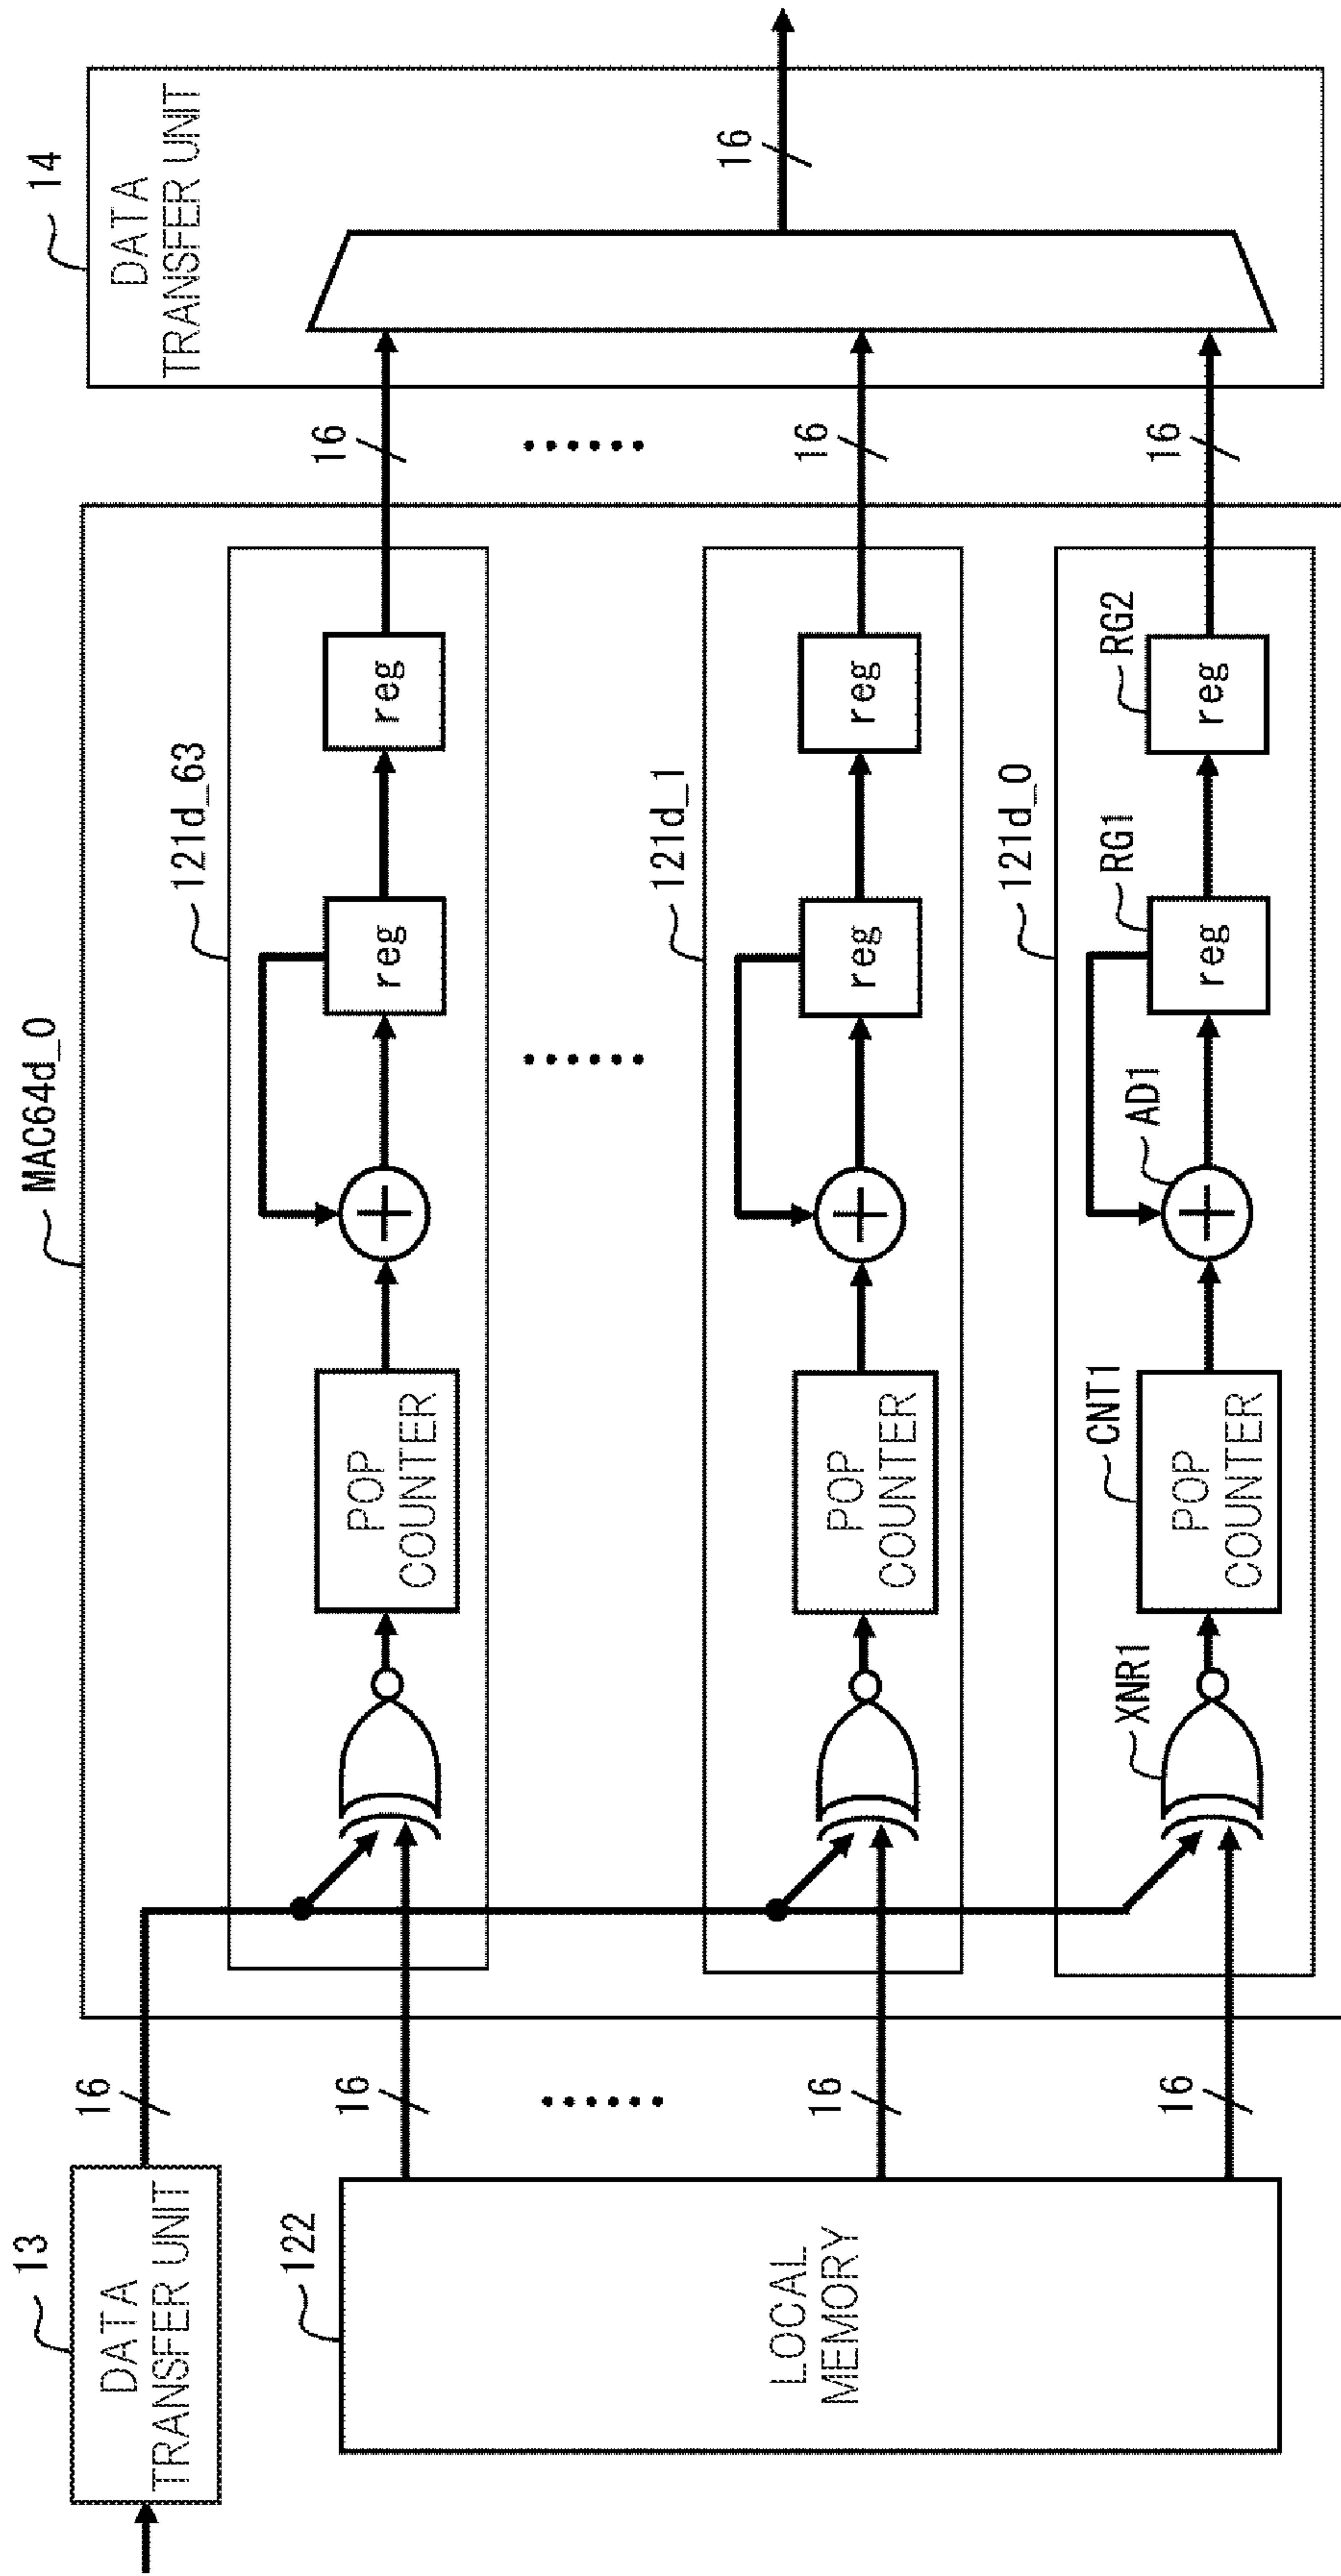 13
DATA
TRANSFER UNIT
16
122
LOCAL
MEMORY
16
......
16
16
MAC64d_0
121d_63
POP
COUNTER
+
reg
reg
......
121d_1
POP
COUNTER
+
reg
reg
121d_0
XNR1
CNT1
POP
COUNTER
AD1
+
RG1
reg
RG2
reg
16
......
16
16
14
DATA
TRANSFER UNIT
16